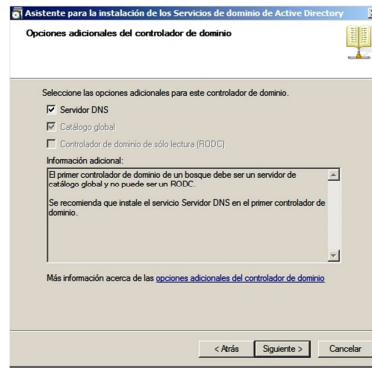 Asistente para la instalación de los Servicios de dominio de Active Directory
Opciones adicionales del controlador de dominio
Seleccione las opciones adicionales para este controlador de dominio.
Servidor DNS
Catálogo global
Controlador de dominio de sólo lectura (RODC)
Información adicional:
El primer controlador de dominio de un bosque debe ser un servidor de
catálogo global y no puede ser un RODC.
Se recomienda que instale el servicio Servidor DNS en el primer controlador de
dominio.
Más información acerca de las opciones adicionales del controlador de dominio
< Atrás Siguiente > Cancelar